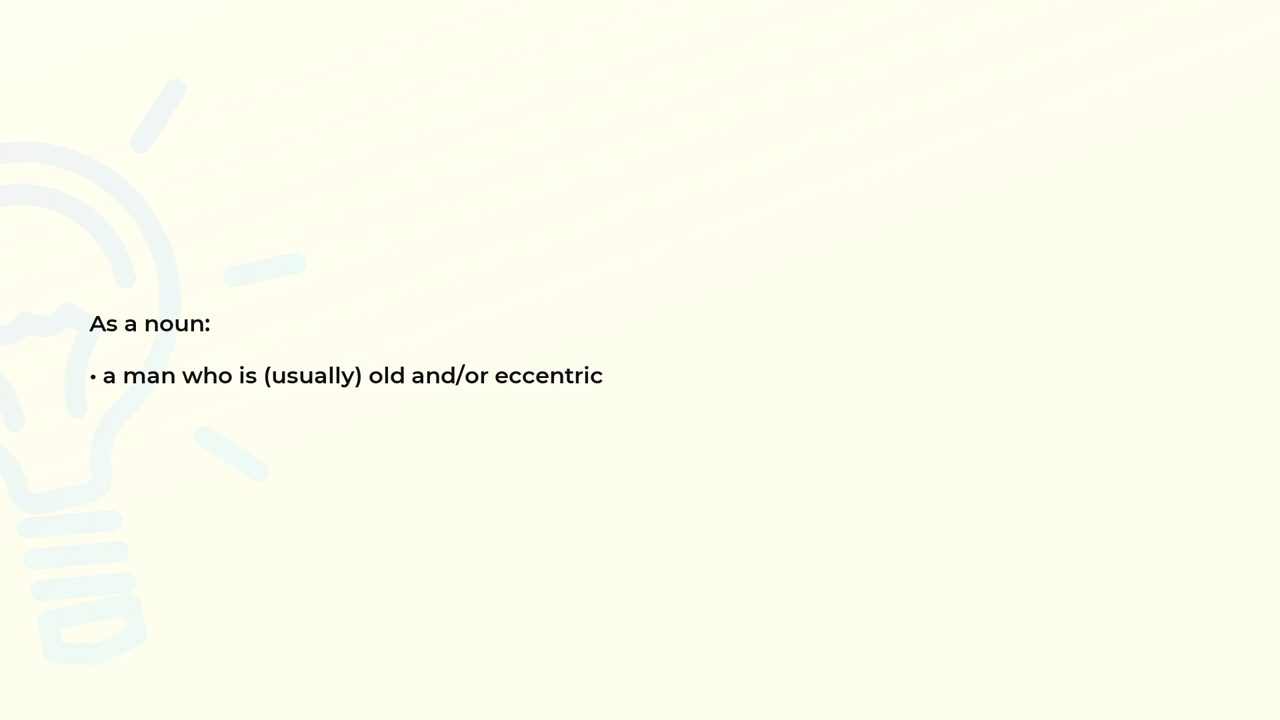 As a noun:
• a man who is (usually) old and/or eccentric